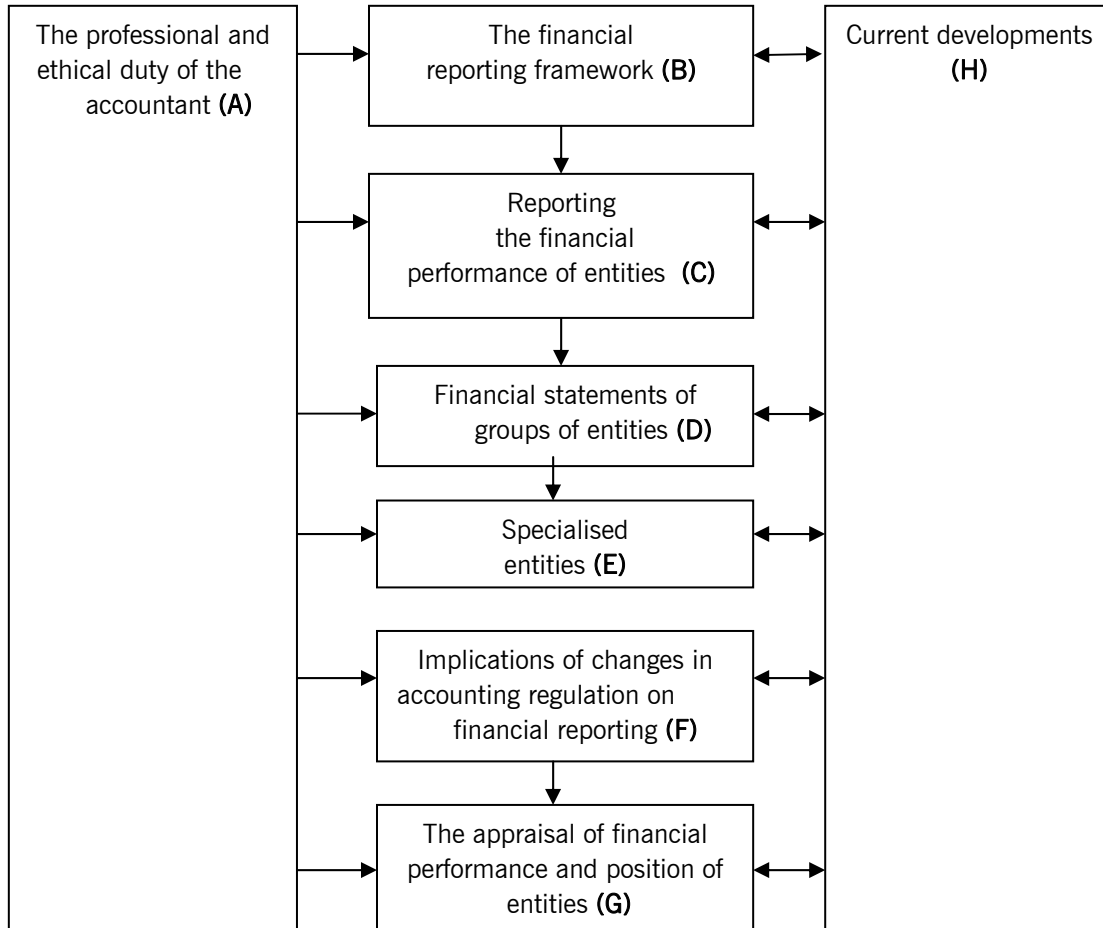 The professional and
ethical duty of the
accountant (A)
The financial
reporting framework (B)
Reporting
the financial
performance of entities (C)
Financial statements of
groups of entities (D)
Specialised
entities (E)
Implications of changes in
accounting regulation on
financial reporting (F)
The appraisal of financial
performance and position of
entities (G)
Current developments
(H)